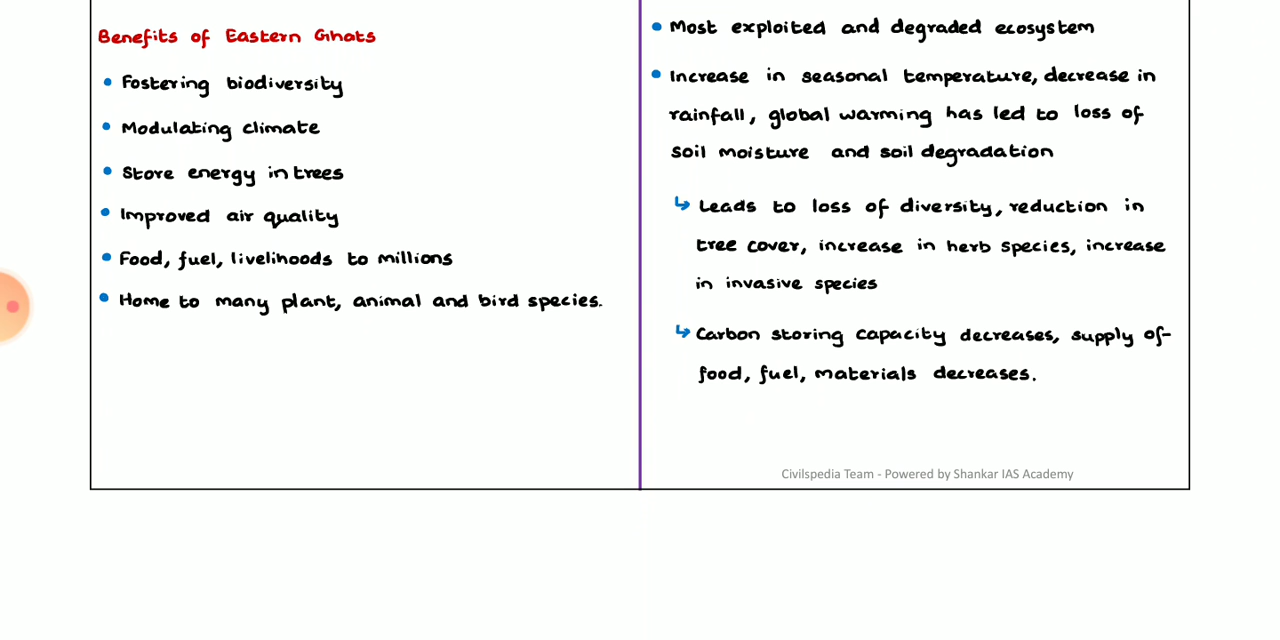 Benefits of Eastern Ghats
• Fostering biodiversity
• Modulating climate
• Store energy in trees
• Improved air quality
• Food, fuel, livelihoods to millions
• Home to many plant, animal and bird species.
• Most exploited and degraded ecosystem
• Increase in seasonal temperature, decrease in
rainfall, global warming has led to loss of
soil moisture and soil degradation
↳ Leads to loss of diversity, reduction in
tree cover, increase in herb species, increase
in invasive species
↳ Carbon storing capacity decreases, supply of
food, fuel, materials decreases.
Civilspedia Team - Powered by Shankar IAS Academy